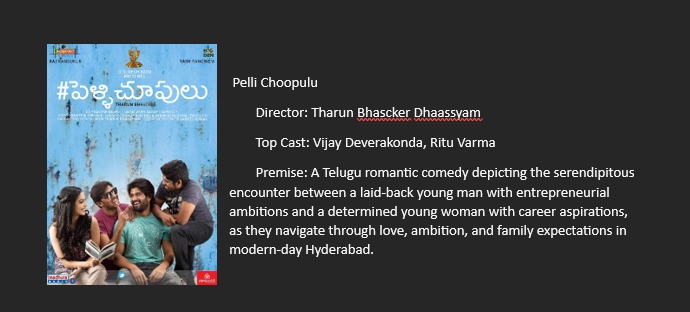 #పెళ్ళిచూపులు
THARUN BHASCKER
Pelli Choopulu
Director: Tharun Bhascker Dhaassyam
Top Cast: Vijay Deverakonda, Ritu Varma
Premise: A Telugu romantic comedy depicting the serendipitous
encounter between a laid-back young man with entrepreneurial
ambitions and a determined young woman with career aspirations,
as they navigate through love, ambition, and family expectations in
modern-day Hyderabad.